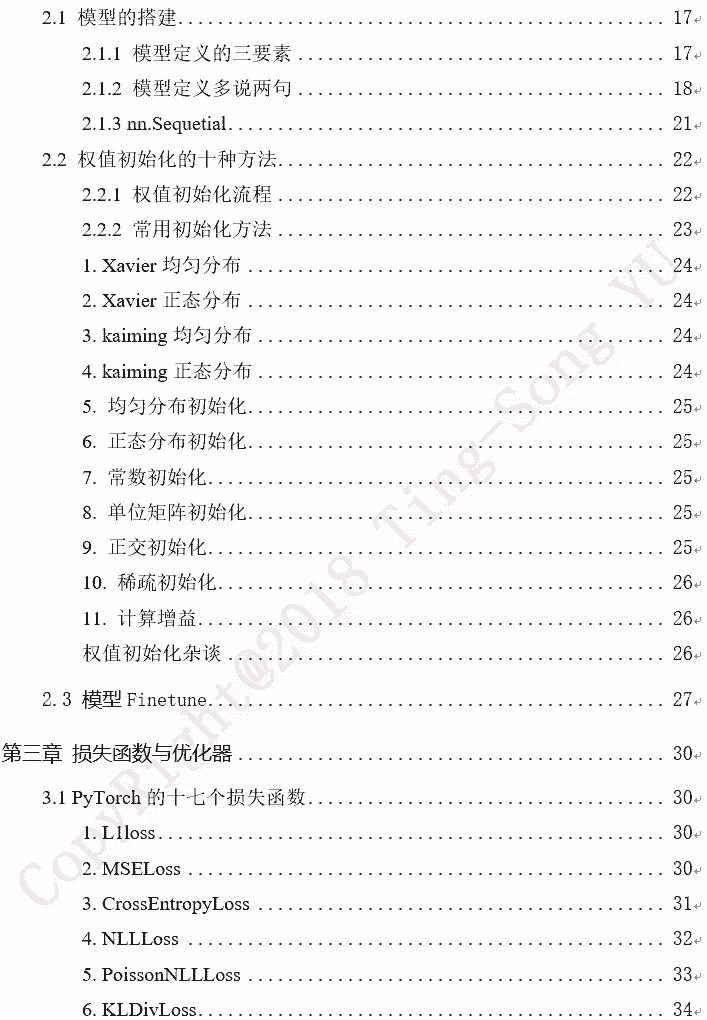 2.1 模型的搭建................................................ 17
2.1.1 模型定义的三要素..................................... 17
2.1.2 模型定义多说两句..................................... 18
2.1.3 nn.Sequetial............................................ 21
2.2 权值初始化的十种方法....................................... 22
2.2.1 权值初始化流程....................................... 22
2.2.2 常用初始化方法....................................... 23
1. Xavier 均匀分布.......................................... 24
2. Xavier 正态分布.......................................... 24
3. kaiming 均匀分布......................................... 24
4. kaiming 正态分布......................................... 24
5. 均匀分布初始化.......................................... 25
6. 正态分布初始化.......................................... 25
7. 常数初始化.............................................. 25
8. 单位矩阵初始化.......................................... 25
9. 正交初始化.............................................. 25
10. 稀疏初始化............................................. 26
11. 计算增益............................................... 26
权值初始化杂谈............................................ 26
2.3 模型 Finetune.............................................. 27
第三章 损失函数与优化器........................................... 30
3.1 PyTorch 的十七个损失函数.................................... 30
1. L1loss................................................... 30
2. MSELoss................................................ 30
3. CrossEntropyLoss......................................... 31
4. NLLLoss................................................ 32
5. PoissonNLLLoss.......................................... 33
6. KLDivLoss............................................... 34
CopyRight@2018 Ting-Song YU